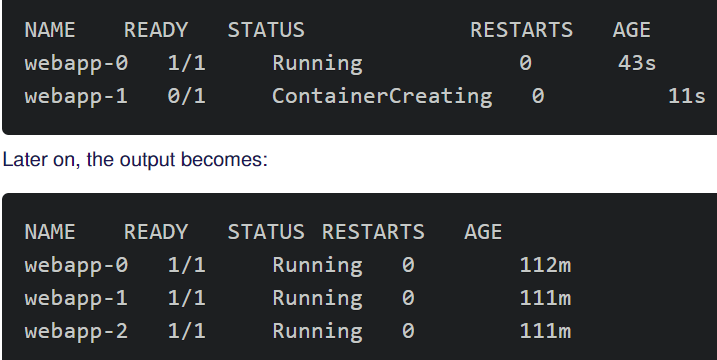 NAME READY STATUS RESTARTS AGE
webapp-0 1/1 Running 0 43s
webapp-1 0/1 ContainerCreating 0 11s
Later on, the output becomes:
NAME READY STATUS RESTARTS AGE
webapp-0 1/1 Running 0 112m
webapp-1 1/1 Running 0 111m
webapp-2 1/1 Running 0 111m